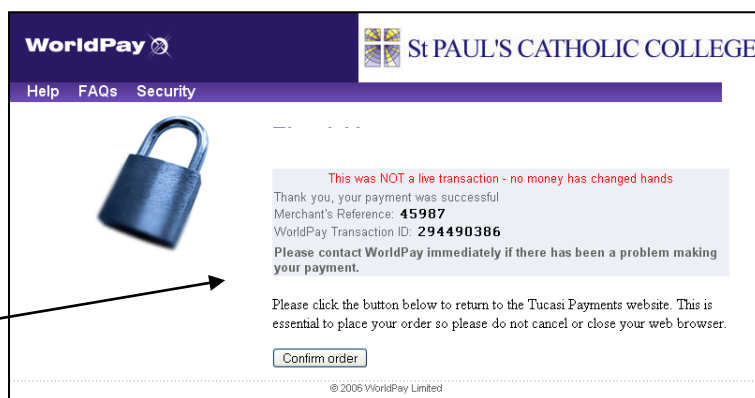 WorldPay
St PAUL'S CATHOLIC COLLEGE
Help FAQs Security
This was NOT a live transaction - no money has changed hands
Thank you, your payment was successful
Merchant's Reference: 45987
WorldPay Transaction ID: 294490386
Please contact WorldPay immediately if there has been a problem making
your payment.
Please click the button below to return to the Tucasi Payments website. This is
essential to place your order so please do not cancel or close your web browser.
Confirm order
© 2006 WorldPay Limited